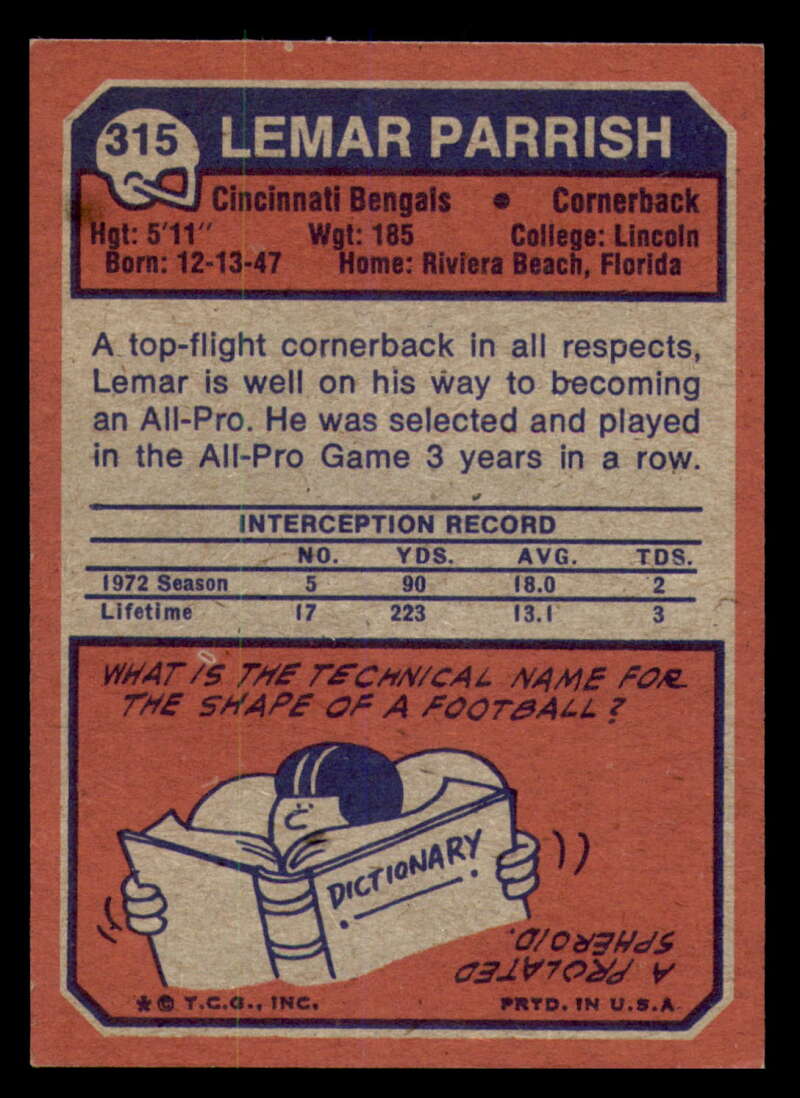 315 LEMAR PARRISH
Cincinnati Bengals • Cornerback
Hgt: 5'11" Wgt: 185 College: Lincoln
Born: 12-13-47 Home: Riviera Beach, Florida
A top-flight cornerback in all respects,
Lemar is well on his way to becoming
an All-Pro. He was selected and played
in the All-Pro Game 3 years in a row.
INTERCEPTION RECORD
NO. YDS. AVG. TDS.
1972 Season 5 90 18.0 2
Lifetime 17 223 13.1 3
WHAT IS THE TECHNICAL NAME FOR
THE SHAPE OF A FOOTBALL?
DICTIONARY
A PROLATED
SPHEROID.
* © T.C.G., INC. PRTD. IN U.S.A